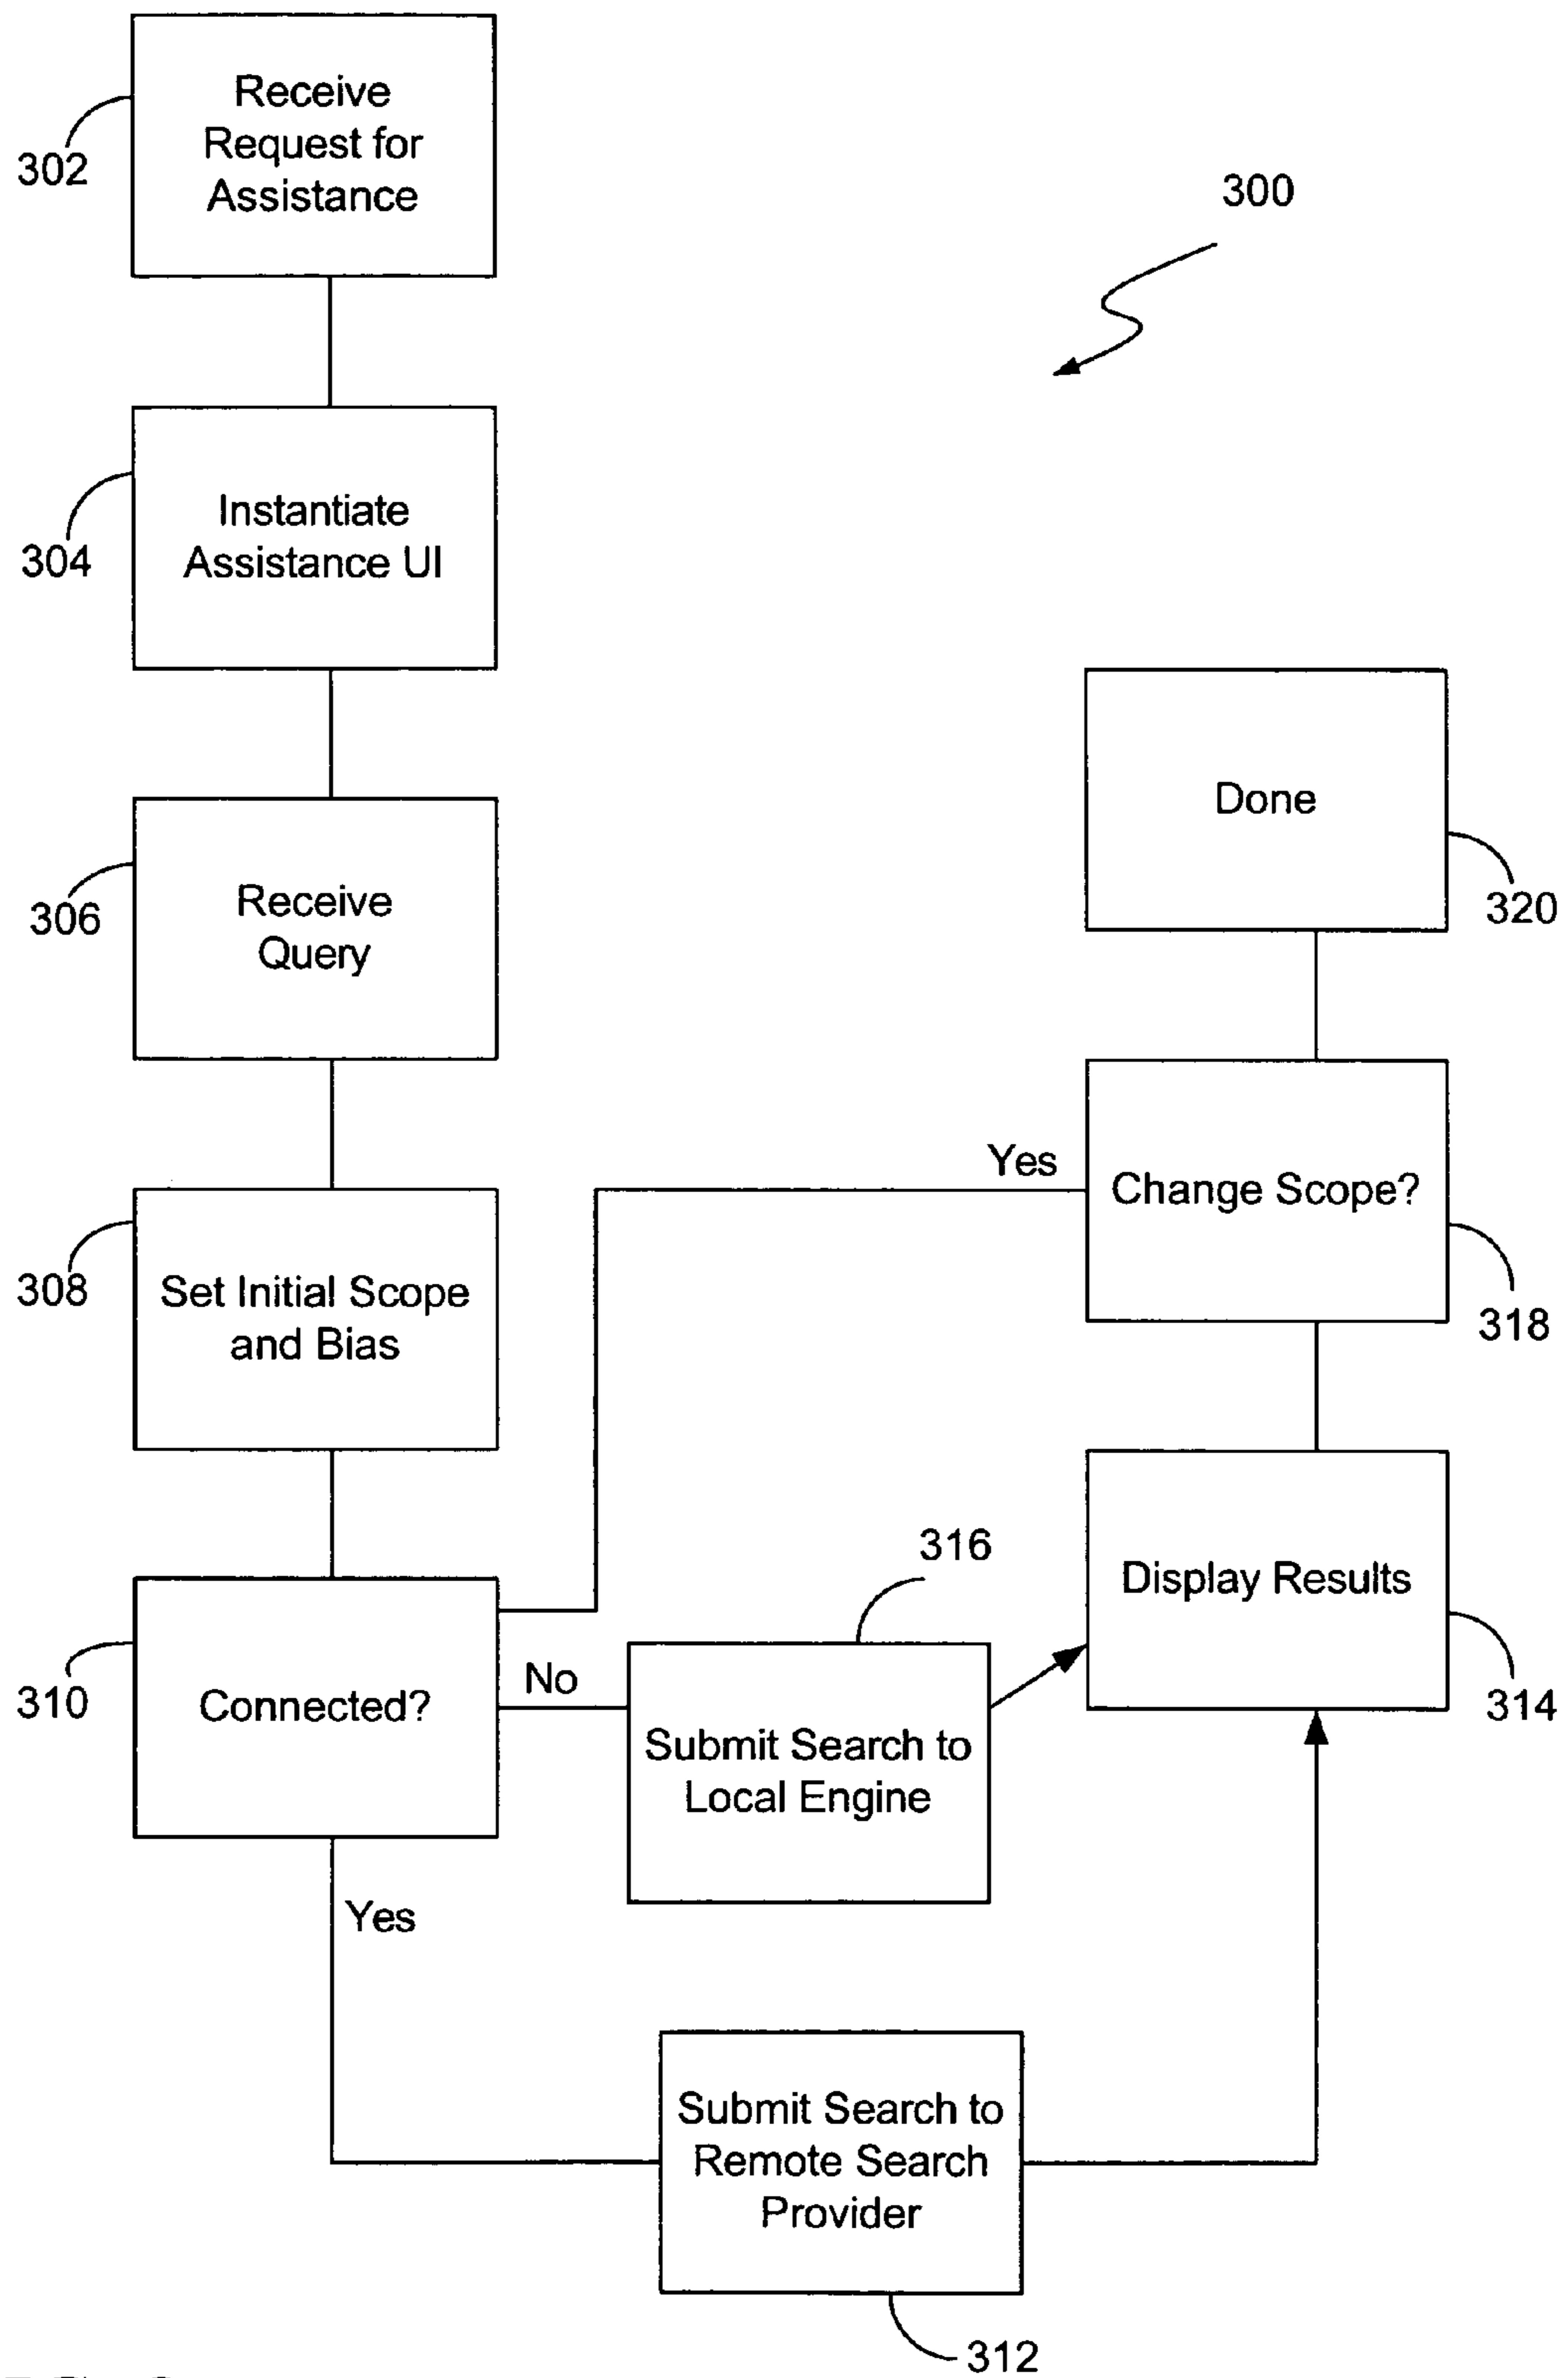 Receive
Request for
Assistance
302
300
Instantiate
Assistance UI
304
Receive
Query
306
Done
320
Set Initial Scope
and Bias
308
Yes
Change Scope?
318
Connected?
310
No
316
Submit Search to
Local Engine
Display Results
314
Yes
Submit Search to
Remote Search
Provider
312